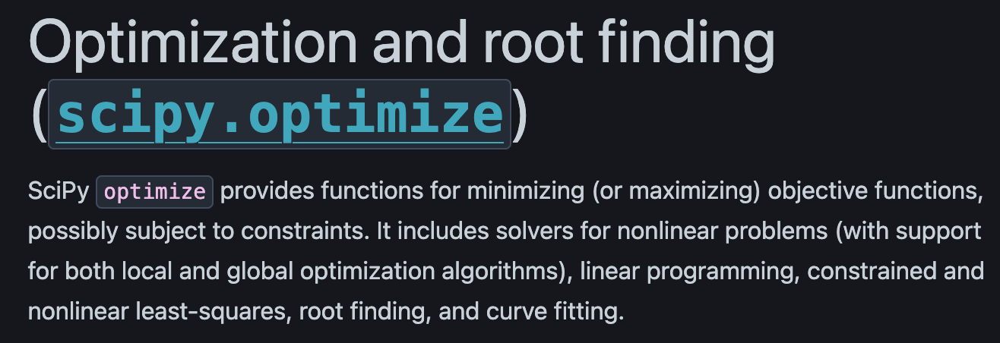 Optimization and root finding
(scipy.optimize)
SciPy optimize provides functions for minimizing (or maximizing) objective functions,
possibly subject to constraints. It includes solvers for nonlinear problems (with support
for both local and global optimization algorithms), linear programming, constrained and
nonlinear least-squares, root finding, and curve fitting.